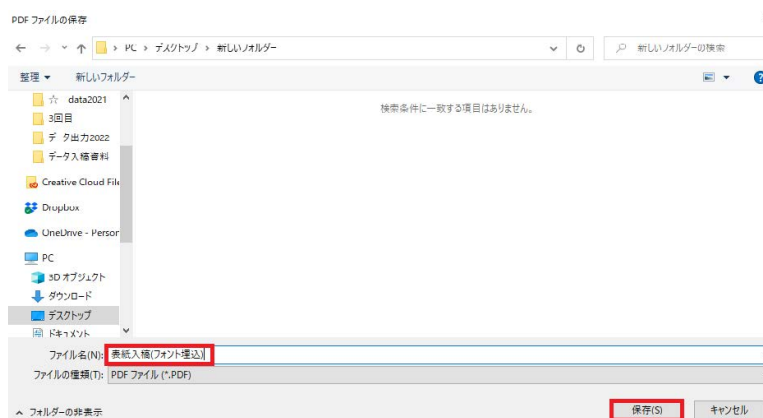 PDF ファイルの保存
> PC > デスクトップ > 新しいフォルダー
新しいフォルダーの検索
整理 新しいフォルダー
☆ data2021
3回目
データ出力2022
データ入稿資料
Creative Cloud File
Dropbox
OneDrive - Person
PC
3D オブジェクト
ダウンロード
デスクトップ
ドキュメント
検索条件に一致する項目はありません。
ファイル名(N): 表紙入稿(フォント埋込)
ファイルの種類(T): PDF ファイル (*.PDF)
フォルダーの非表示
保存(S) キャンセル